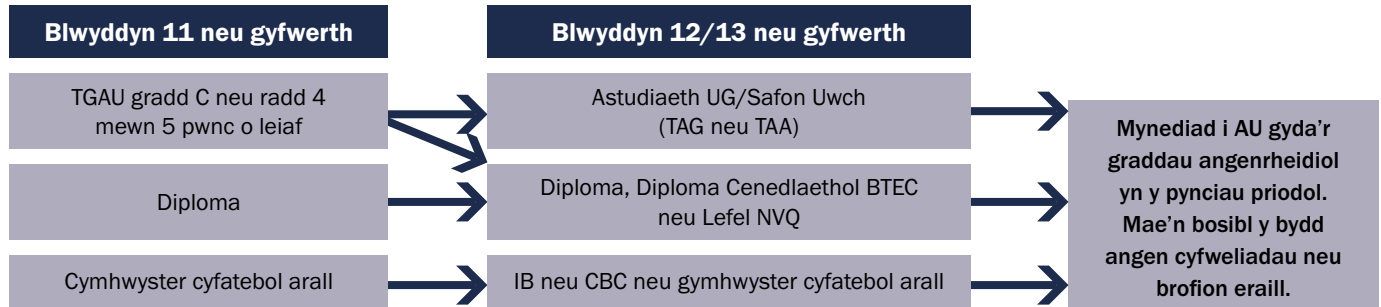 Blwyddyn 11 neu gyfwerth
Blwyddyn 12/13 neu gyfwerth
TGAU gradd C neu radd 4
mewn 5 pwnc o leiaf
Astudiaeth UG/Safon Uwch
(TAG neu TAA)
Diploma
Diploma, Diploma Cenedlaethol BTEC
neu Lefel NVQ
Cymhwyster cyfatebol arall
IB neu CBC neu gymhwyster cyfatebol arall
Mynediad i AU gyda'r
graddau angenrheidiol
yn y pynciau priodol.
Mae'n bosibl y bydd
angen cyfweliadau neu
brofion eraill.